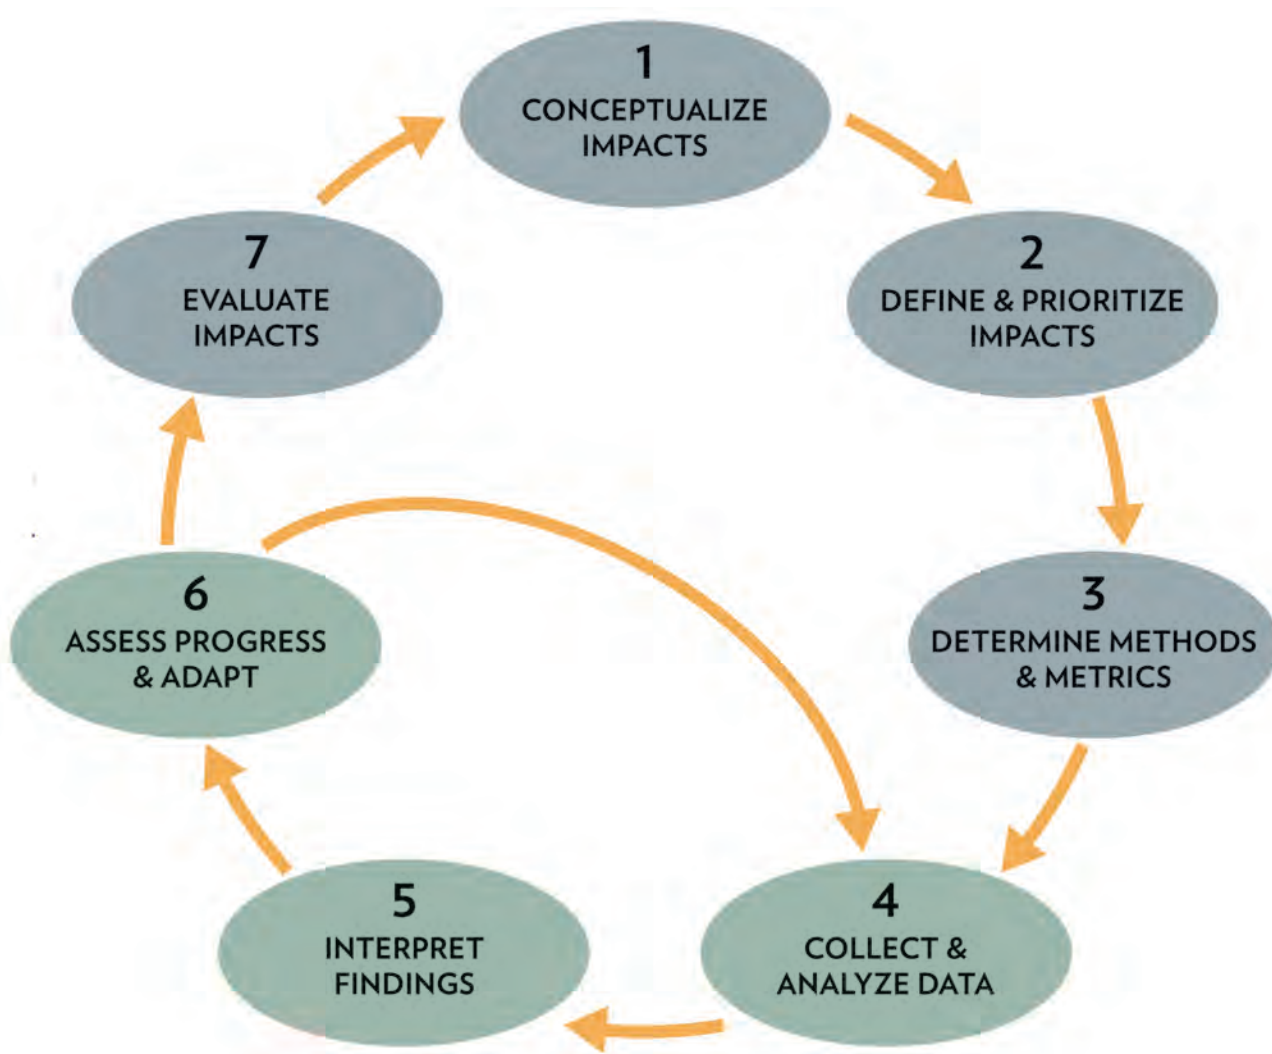 1
CONCEPTUALIZE
IMPACTS
2
DEFINE & PRIORITIZE
IMPACTS
3
DETERMINE METHODS
& METRICS
4
COLLECT &
ANALYZE DATA
5
INTERPRET
FINDINGS
6
ASSESS PROGRESS
& ADAPT
7
EVALUATE
IMPACTS